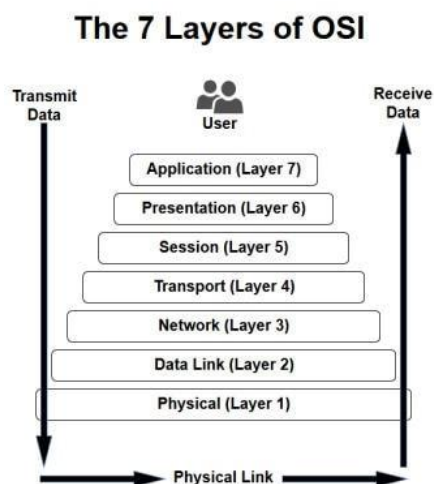 The 7 Layers of OSI
Transmit
Data
User
Receive
Data
Application (Layer 7)
Presentation (Layer 6)
Session (Layer 5)
Transport (Layer 4)
Network (Layer 3)
Data Link (Layer 2)
Physical (Layer 1)
Physical Link